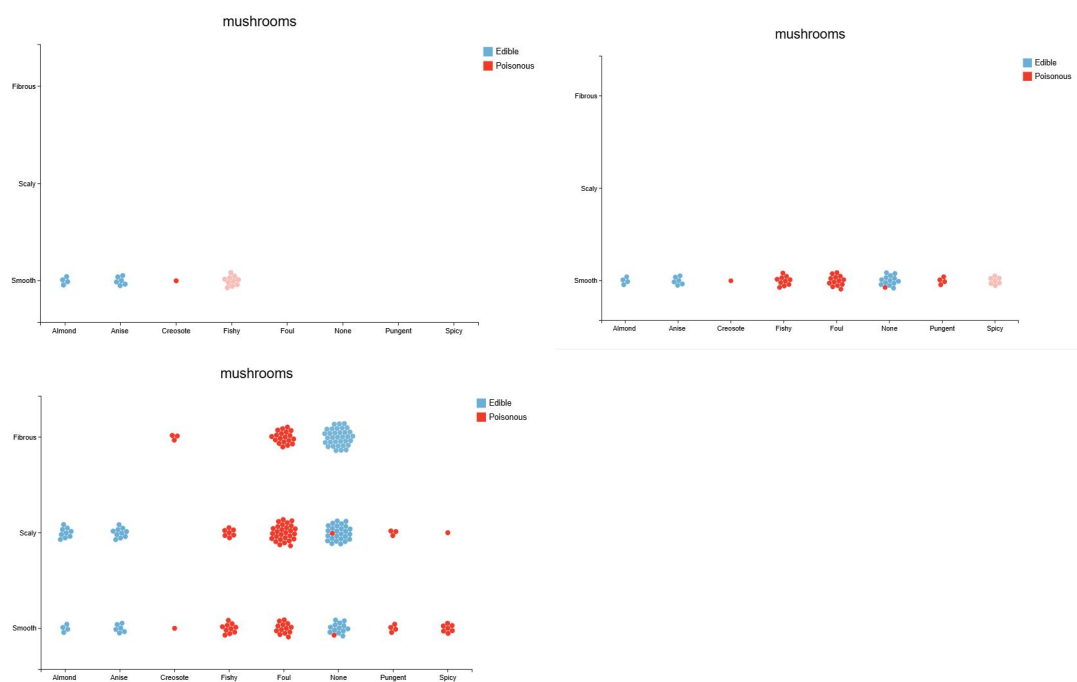 mushrooms
Edible
Poisonous
Fibrous
Scaly
Smooth
Almond Anise Creosote Fishy Foul None Pungent Spicy
mushrooms
Edible
Poisonous
Fibrous
Scaly
Smooth
Almond Anise Creosote Fishy Foul None Pungent Spicy
mushrooms
Edible
Poisonous
Fibrous
Scaly
Smooth
Almond Anise Creosote Fishy Foul None Pungent Spicy